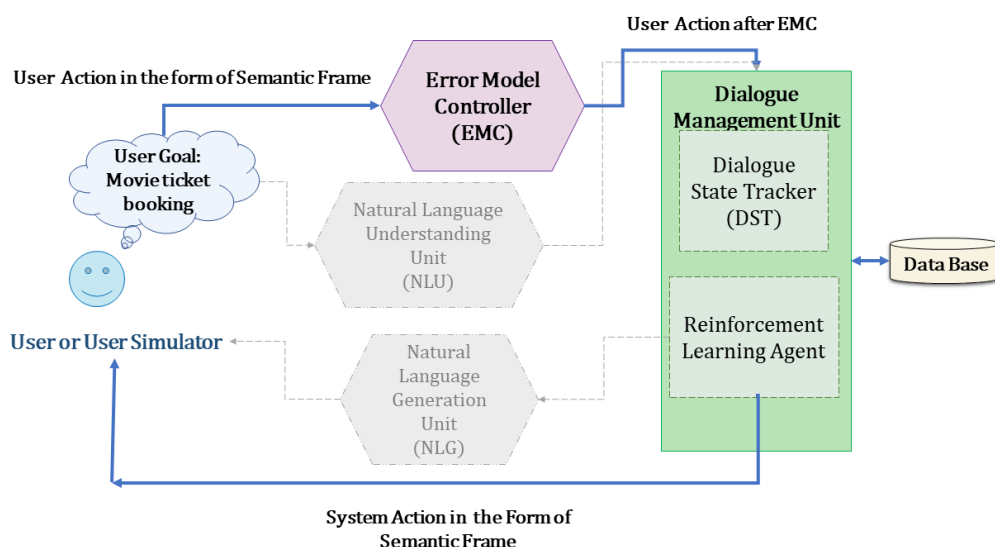 User Action after EMC
User Action in the form of Semantic Frame
Error Model
Controller
(EMC)
Dialogue
Management Unit
User Goal:
Movie ticket
booking
Dialogue
State Tracker
(DST)
Natural Language
Understanding
Unit
(NLU)
Data Base
User or User Simulator
Reinforcement
Learning Agent
Natural
Language
Generation
Unit
(NLG)
System Action in the Form of
Semantic Frame